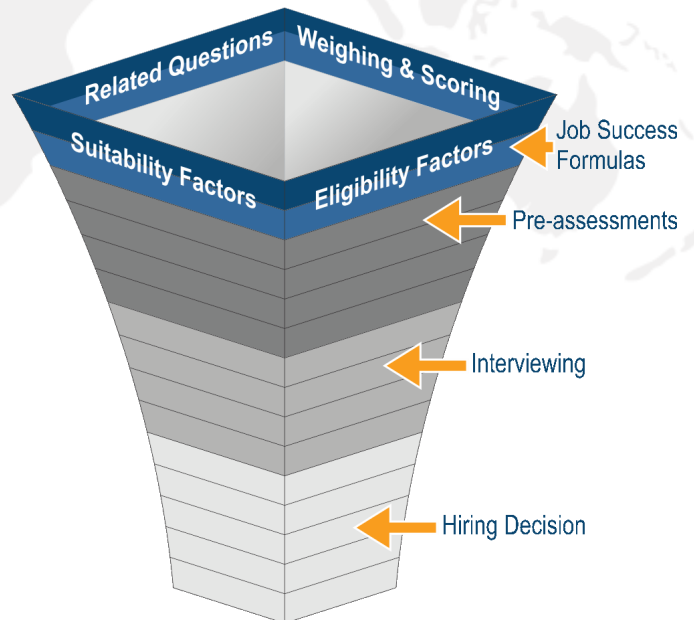 Related Questions
Weighing & Scoring
Suitability Factors
Eligibility Factors
Job Success
Formulas
Pre-assessments
Interviewing
Hiring Decision